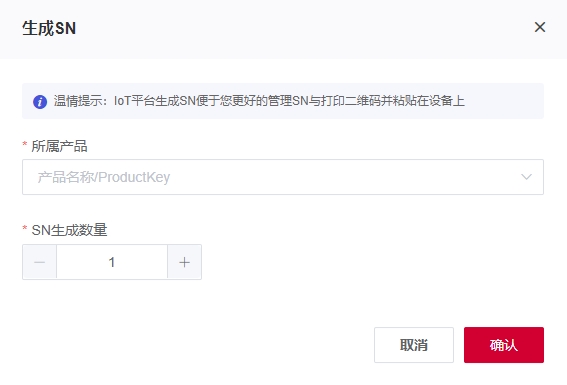 生成SN
温情提示：IoT平台生成SN便于您更好的管理SN与打印二维码并粘贴在设备上
* 所属产品
产品名称/ProductKey
* SN生成数量
1
取消 确认